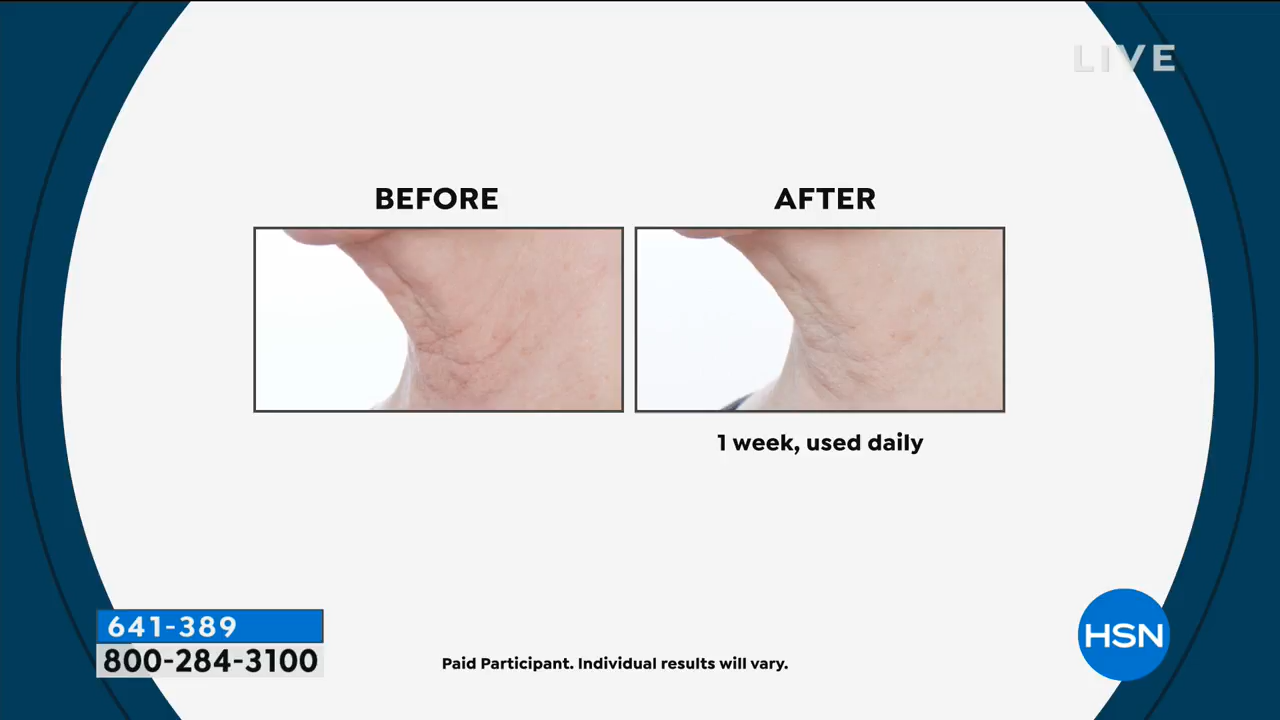 LIVE
BEFORE
AFTER
1 week, used daily
641-389
800-284-3100
Paid Participant. Individual results will vary.
HSN